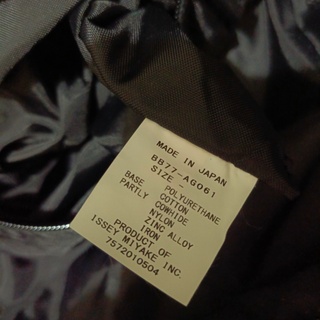 MADE IN JAPAN
BB77-AG061
SIZE -
BASE POLYURETHANE
PARTLY COTTON
COWHIDE
NYLON
ZINC ALLOY
IRON
PRODUCT OF
ISSEY MIYAKE INC.
7572010504